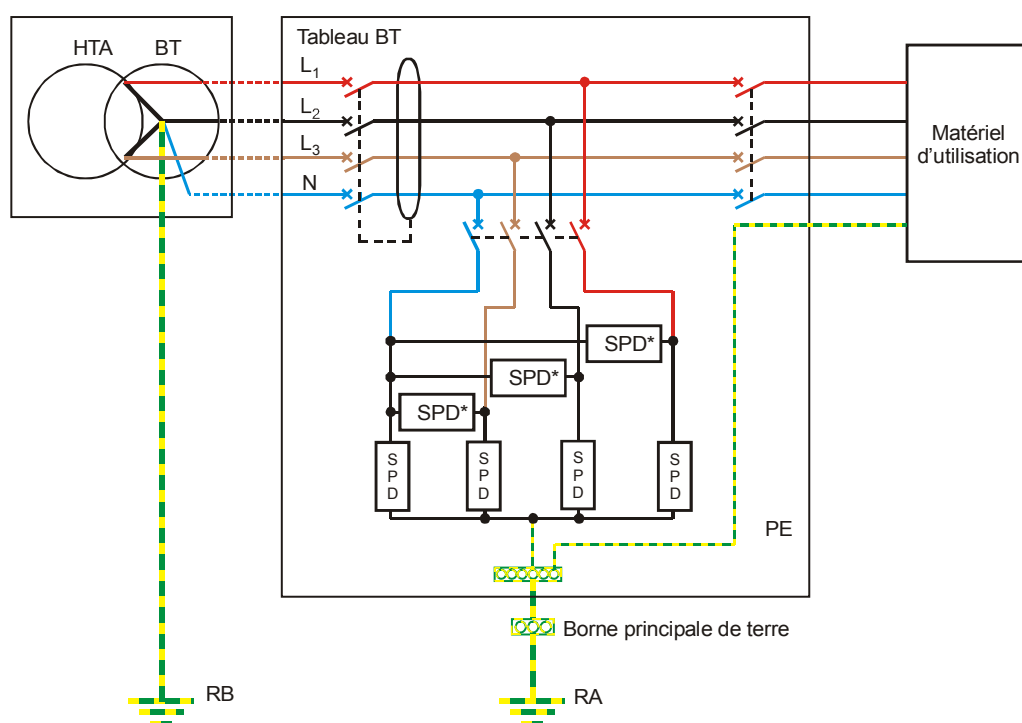 HTA BT
Tableau BT
L1
L2
L3
N
Matériel
d'utilisation
SPD*
SPD*
SPD*
SPD
SPD
SPD
SPD
PE
Borne principale de terre
RB
RA